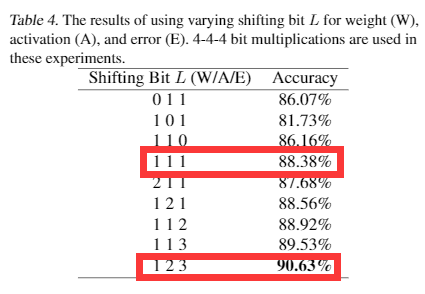 Table 4. The results of using varying shifting bit L for weight (W),
activation (A), and error (E). 4-4-4 bit multiplications are used in
these experiments.
Shifting Bit L (W/A/E) Accuracy
0 1 1 86.07%
1 0 1 81.73%
1 1 0 86.16%
1 1 1 88.38%
2 1 1 87.68%
1 2 1 88.56%
1 1 2 88.92%
1 1 3 89.53%
1 2 3 90.63%